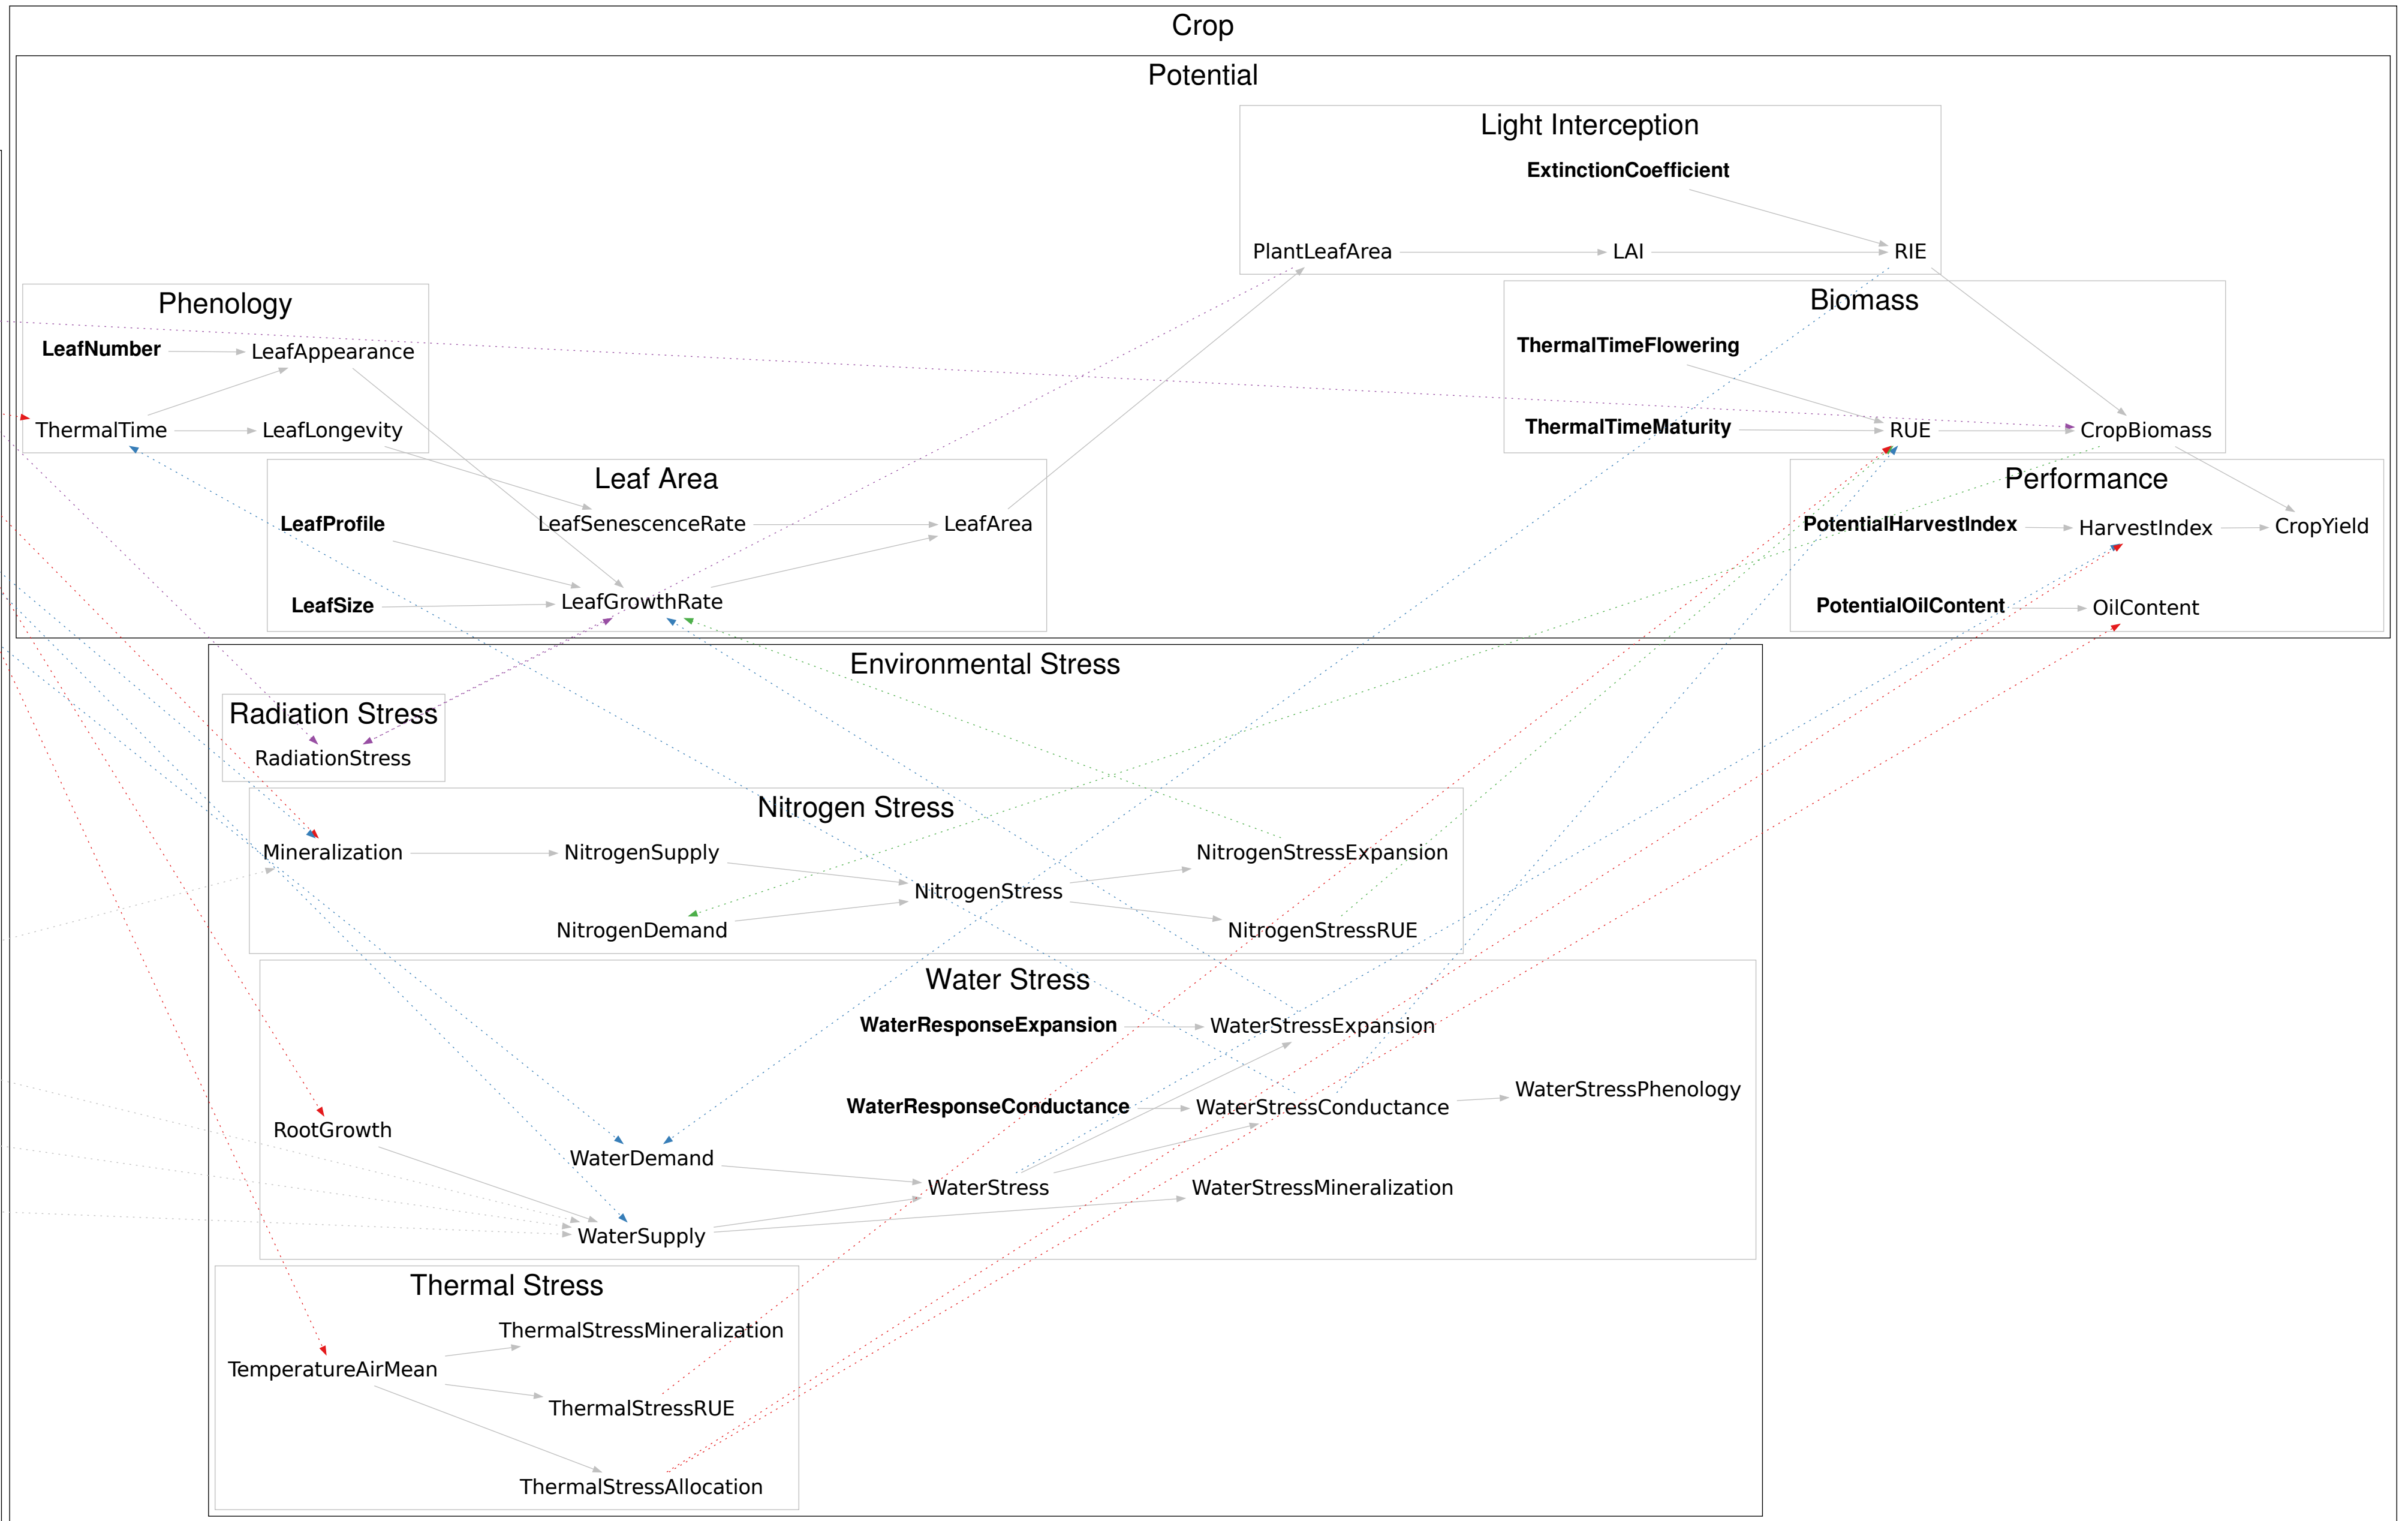 Crop
Potential
Light Interception
ExtinctionCoefficient
PlantLeafArea
LAI
RIE
Phenology
LeafNumber
LeafAppearance
ThermalTime
LeafLongevity
Biomass
ThermalTimeFlowering
ThermalTimeMaturity
RUE
CropBiomass
Leaf Area
LeafProfile
LeafSenescenceRate
LeafArea
LeafSize
LeafGrowthRate
Performance
PotentialHarvestIndex
HarvestIndex
CropYield
PotentialOilContent
OilContent
Environmental Stress
Radiation Stress
RadiationStress
Nitrogen Stress
Mineralization
NitrogenSupply
NitrogenStressExpansion
NitrogenStress
NitrogenDemand
NitrogenStressRUE
Water Stress
WaterResponseExpansion
WaterStressExpansion
WaterStressPhenology
WaterResponseConductance
WaterStressConductance
RootGrowth
WaterDemand
WaterStress
WaterStressMineralization
WaterSupply
Thermal Stress
ThermalStressMineralization
TemperatureAirMean
ThermalStressRUE
ThermalStressAllocation